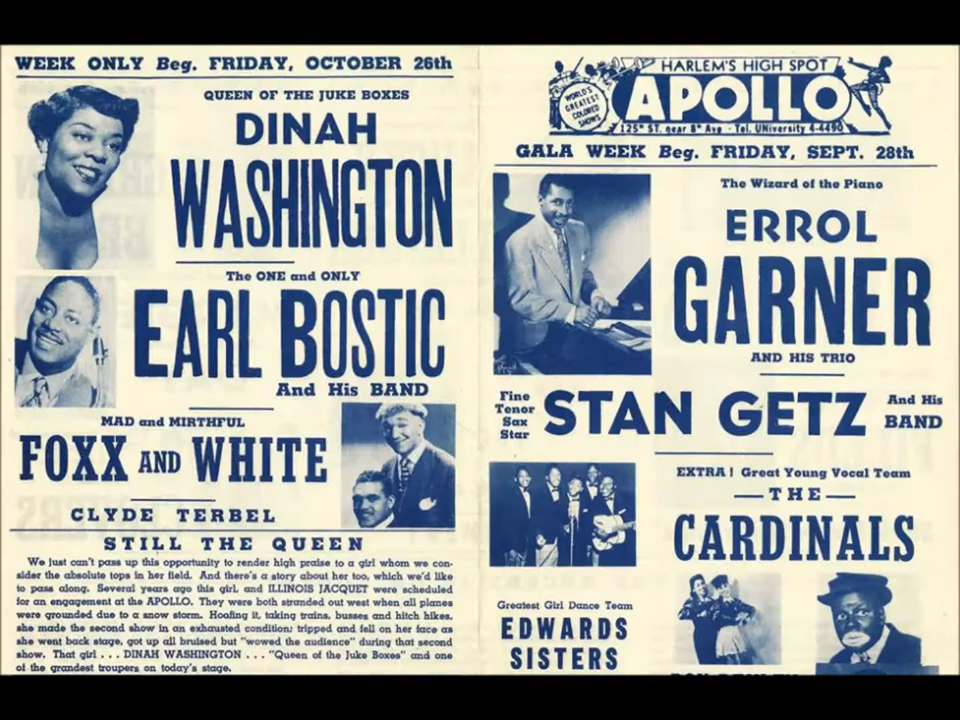 WEEK ONLY Beg. FRIDAY, OCTOBER 26th
QUEEN OF THE JUKE BOXES
DINAH
WASHINGTON
The ONE and ONLY
EARL BOSTIC
And His BAND
MAD and MIRTHFUL
FOXX AND WHITE
CLYDE TERBEL
STILL THE QUEEN
We just can't pass up this opportunity to render high praise to a girl whom we con-
sider the absolute tops in her field. And there's a story about her too, which we'd like
to pass along. Several years ago this girl, and ILLINOIS JACQUET were scheduled
for an engagement at the APOLLO. They were both stranded out west when all planes
were grounded due to a snow storm. Hoofing it, taking trains, busses and hitch hikes,
she made the second show in an exhausted condition; tripped and fell on her face as
she went back stage, got up all bruised but "wowed the audience" during that second
show. That girl . . . DINAH WASHINGTON . . . "Queen of the Juke Boxes" and one
of the grandest troupers on today's stage.
HARLEM'S HIGH SPOT
WORLD'S
GREATEST
COLORED
SHOWS
APOLLO
125th ST. near 8th Ave · Tel. UNiversity 4-4490
GALA WEEK Beg. FRIDAY, SEPT. 28th
The Wizard of the Piano
ERROL
GARNER
AND HIS TRIO
Fine
Tenor
Sax
Star
STAN GETZ
And His
BAND
EXTRA! Great Young Vocal Team
THE
CARDINALS
Greatest Girl Dance Team
EDWARDS
SISTERS